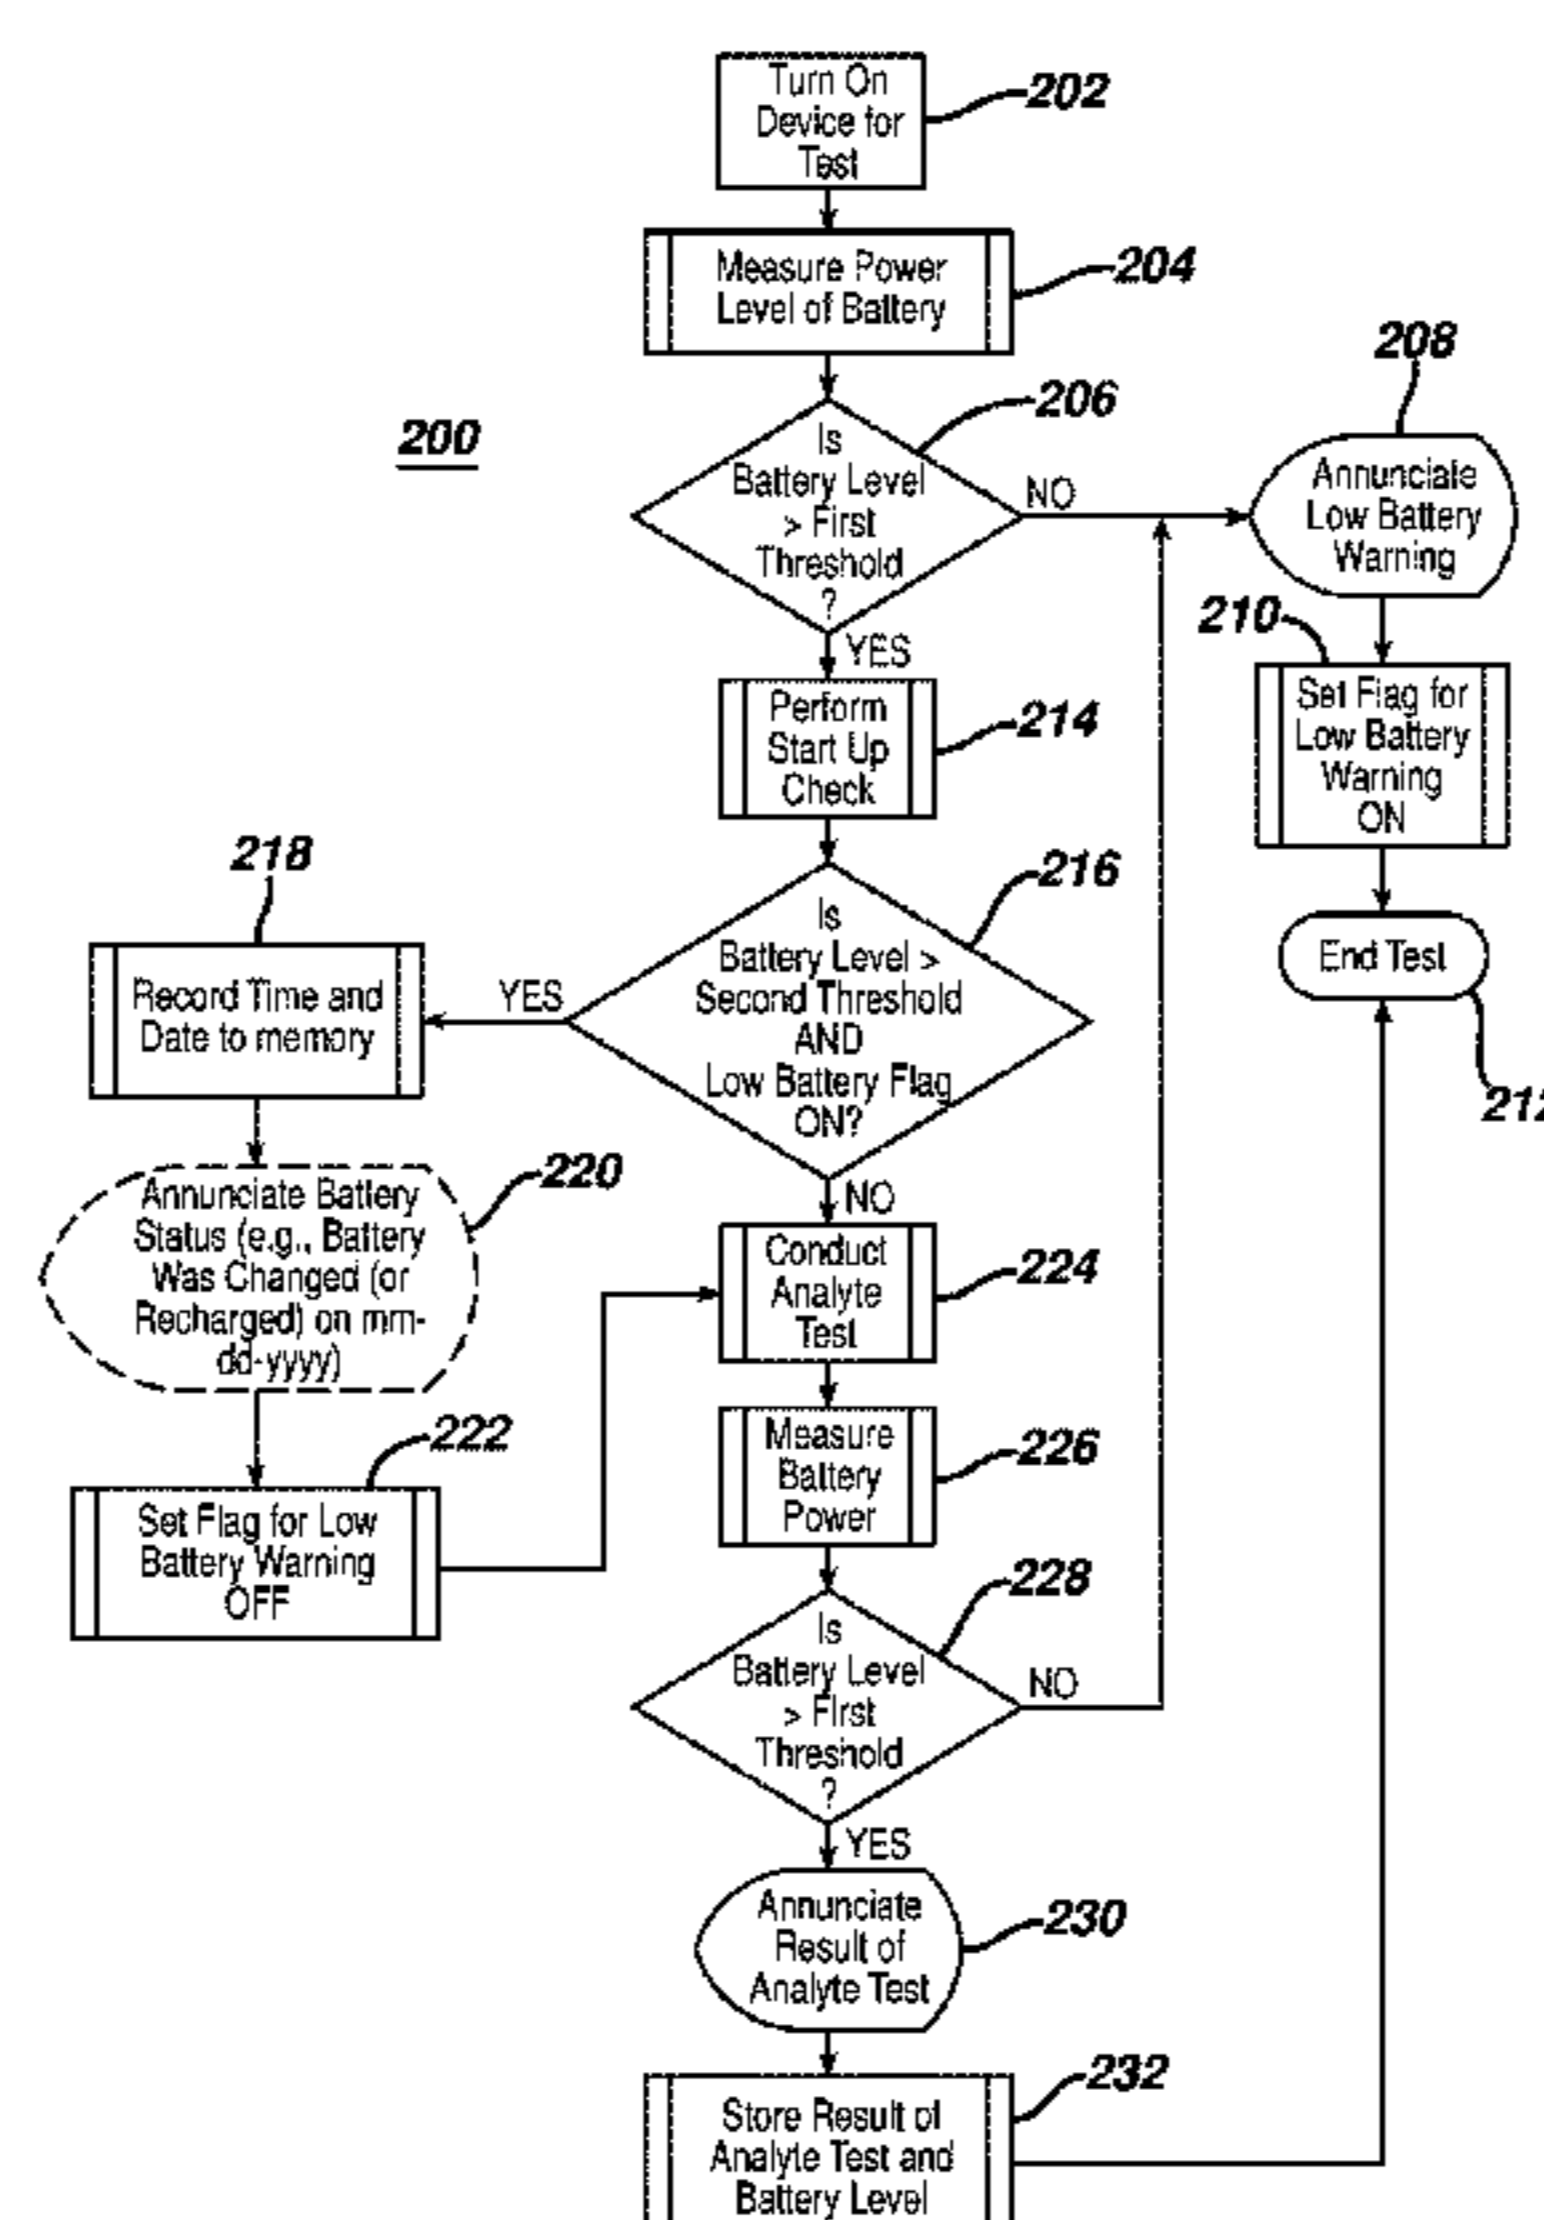 Turn On
Device for
Test
202
Measure Power
Level of Battery
204
200
Is
Battery Level
> First
Threshold
?
206
NO
YES
208
Annunciate
Low Battery
Warning
210
Set Flag for
Low Battery
Warning
ON
End Test
212
Perform
Start Up
Check
214
Is
Battery Level >
Second Threshold
AND
Low Battery Flag
ON?
216
YES
NO
218
Record Time and
Date to memory
Annunciate Battery
Status (e.g., Battery
Was Changed (or
Recharged) on mm-
dd-yyyy)
220
Set Flag for Low
Battery Warning
OFF
222
Conduct
Analyte
Test
224
Measure
Battery
Power
226
Is
Battery Level
> First
Threshold
?
228
NO
YES
Annunciate
Result of
Analyte Test
230
Store Result of
Analyte Test and
Battery Level
232